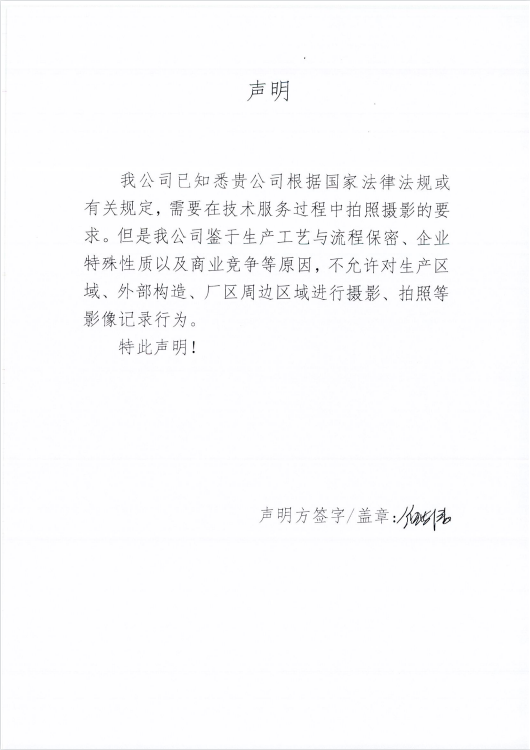 声明
我公司已知悉贵公司根据国家法律法规或
有关规定，需要在技术服务过程中拍照摄影的要
求。但是我公司鉴于生产工艺与流程保密、企业
特殊性质以及商业竞争等原因，不允许对生产区
域、外部构造、厂区周边区域进行摄影、拍照等
影像记录行为。
特此声明！
声明方签字/盖章：